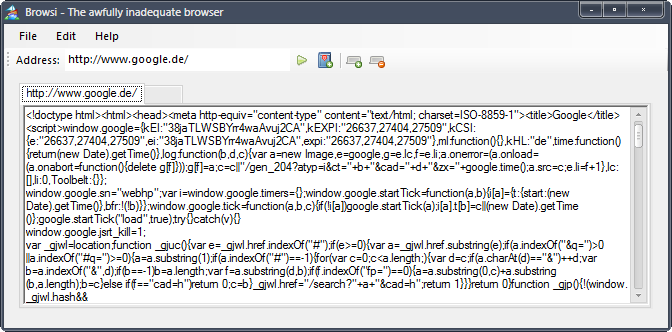 Browsi - The awfully inadequate browser
File Edit Help
Address: http://www.google.de/
http://www.google.de/
<!doctype html><html><head><meta http-equiv="content-type" content="text/html; charset=ISO-8859-1"><title>Google</title>
<script>window.google={kEI:"38jaTLWSBYrr4waAvuj2CA",kEXPI:"26637,27404,27509",kCSI:
{e:"26637,27404,27509",ei:"38jaTLWSBYrr4waAvuj2CA",expi:"26637,27404,27509"},ml:function(){},kHL:"de",time:function()
{return(new Date).getTime()},log:function(b,d,c){var a=new Image,e=google,g=e.lc,f=e.li;a.onerror=(a.onload=
(a.onabort=function(){delete g[f]}));g[f]=a;c=c||"/gen_204?atyp=i&ct="+b+"&cad="+d+"&zx="+google.time();a.src=c;e.li=f+1},lc:
[],li:0,Toolbelt:{}};
window.google.sn="webhp";var i=window.google.timers={};window.google.startTick=function(a,b){i[a]={t:{start:(new
Date).getTime()},bfr:!(!b)}};window.google.tick=function(a,b,c){if(!i[a])google.startTick(a);i[a].t[b]=c||(new Date).getTime
()};google.startTick("load",true);try{}catch(v){}
window.google.jsrt_kill=1;
var _gjwl=location;function _gjuc(){var e=_gjwl.href.indexOf("#");if(e>=0){var a=_gjwl.href.substring(e);if(a.indexOf("&q=")>0
||a.indexOf("#q=")>=0){a=a.substring(1);if(a.indexOf("#")==-1){for(var c=0;c<a.length;){var d=c;if(a.charAt(d)=="&")++d;var
b=a.indexOf("&",d);if(b==-1)b=a.length;var f=a.substring(d,b);if(f.indexOf("fp=")==0){a=a.substring(0,c)+a.substring
(b,a.length);b=c}else if(f=="cad=h")return 0;c=b}_gjwl.href="/search?"+a+"&cad=h";return 1}}}return 0}function _gjp(){!(window.
_gjwl.hash&&